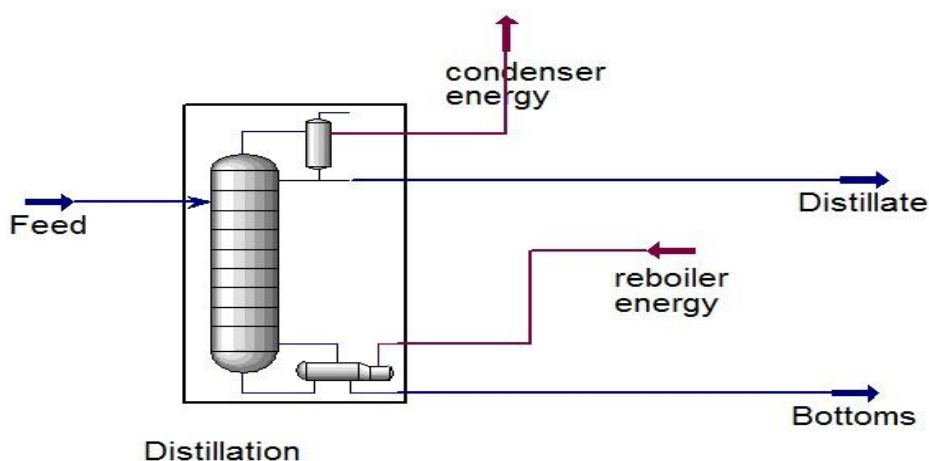 condenser
energy
Feed
Distillate
reboiler
energy
Bottoms
Distillation